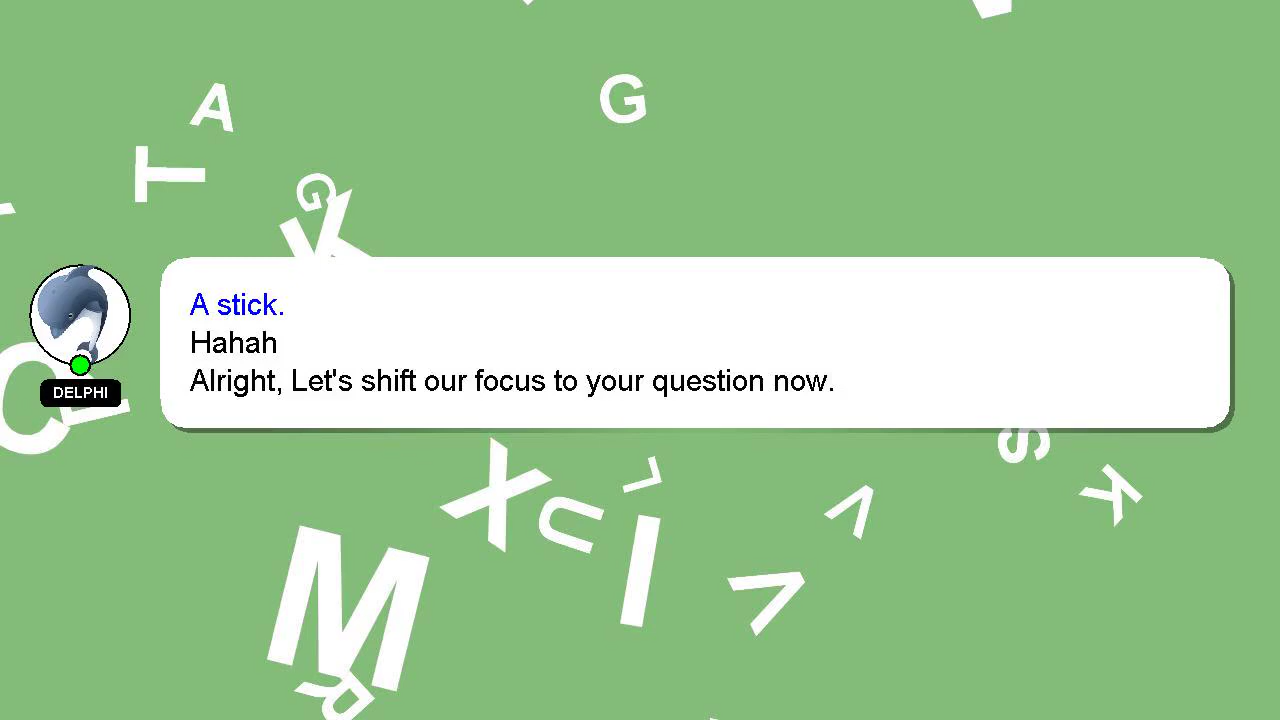 A
G
T
G
K
A stick.
Hahah
Alright, Let's shift our focus to your question now.
DELPHI
C
L
S
X
L
K
V
U
I
M
V
R